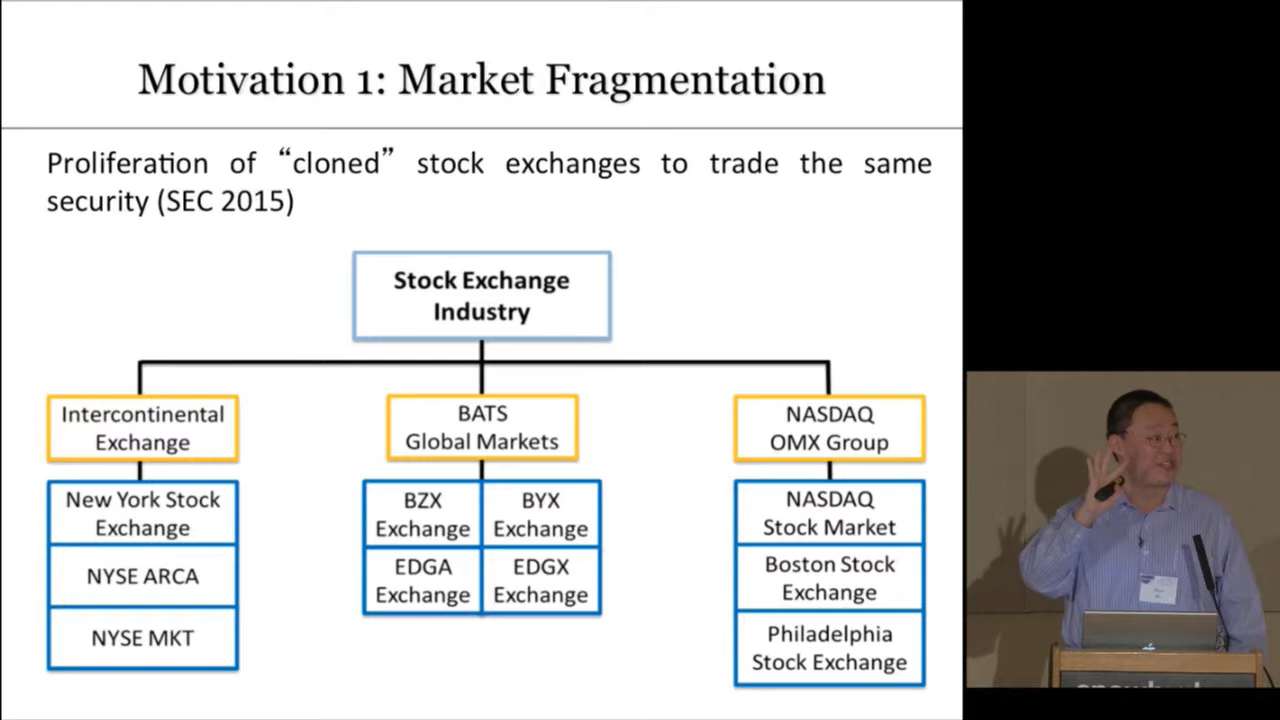 Motivation 1: Market Fragmentation
Proliferation of “cloned” stock exchanges to trade the same
security (SEC 2015)
Stock Exchange
Industry
Intercontinental
Exchange
BATS
Global Markets
NASDAQ
OMX Group
New York Stock
Exchange
NYSE ARCA
NYSE MKT
BZX
Exchange
BYX
Exchange
EDGA
Exchange
EDGX
Exchange
NASDAQ
Stock Market
Boston Stock
Exchange
Philadelphia
Stock Exchange